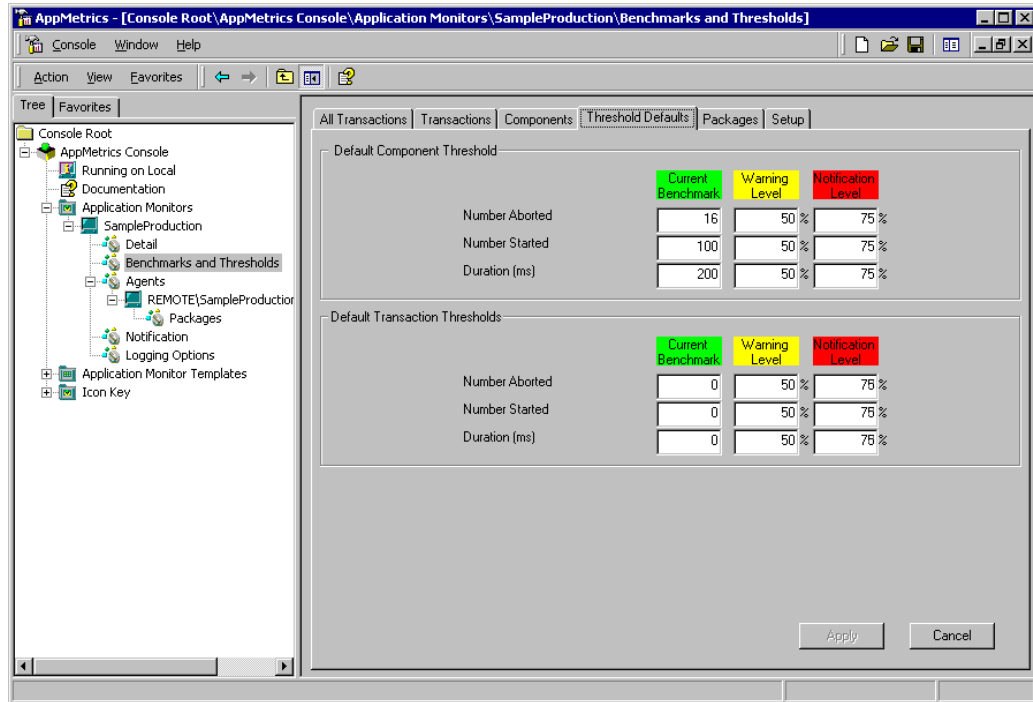 AppMetrics - [Console Root\AppMetrics Console\Application Monitors\SampleProduction\Benchmarks and Thresholds]
Console Window Help
Action View Favorites
Tree Favorites
Console Root
AppMetrics Console
Running on Local
Documentation
Application Monitors
SampleProduction
Detail
Benchmarks and Thresholds
Agents
REMOTE\SampleProduction
Packages
Notification
Logging Options
Application Monitor Templates
Icon Key
All Transactions Transactions Components Threshold Defaults Packages Setup
Default Component Threshold
Current Benchmark Warning Level Notification Level
Number Aborted 16 50 % 75 %
Number Started 100 50 % 75 %
Duration (ms) 200 50 % 75 %
Default Transaction Thresholds
Current Benchmark Warning Level Notification Level
Number Aborted 0 50 % 75 %
Number Started 0 50 % 75 %
Duration (ms) 0 50 % 75 %
Apply Cancel